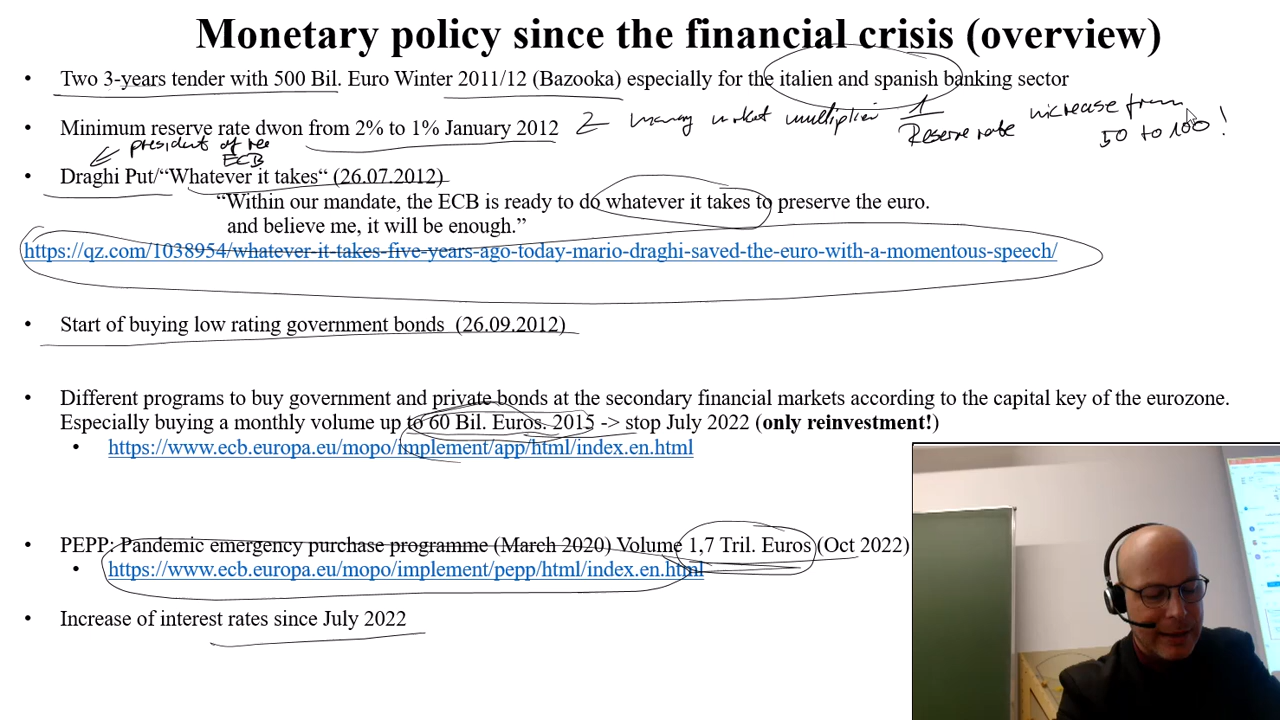 Monetary policy since the financial crisis (overview)
• Two 3-years tender with 500 Bil. Euro Winter 2011/12 (Bazooka) especially for the italien and spanish banking sector
• Minimum reserve rate dwon from 2% to 1% January 2012
money market multiplier 1
Reserve rate
increase from
50 to 100!
president of
ECB
• Draghi Put/“Whatever it takes“ (26.07.2012)
“Within our mandate, the ECB is ready to do whatever it takes to preserve the euro.
and believe me, it will be enough.”
https://qz.com/1038954/whatever-it-takes-five-years-ago-today-mario-draghi-saved-the-euro-with-a-momentous-speech/
• Start of buying low rating government bonds (26.09.2012)
• Different programs to buy government and private bonds at the secondary financial markets according to the capital key of the eurozone.
Especially buying a monthly volume up to 60 Bil. Euros. 2015 -> stop July 2022 (only reinvestment!)
• https://www.ecb.europa.eu/mopo/implement/app/html/index.en.html
• PEPP: Pandemic emergency purchase programme (March 2020) Volume 1,7 Tril. Euros (Oct 2022)
• https://www.ecb.europa.eu/mopo/implement/pepp/html/index.en.html
• Increase of interest rates since July 2022